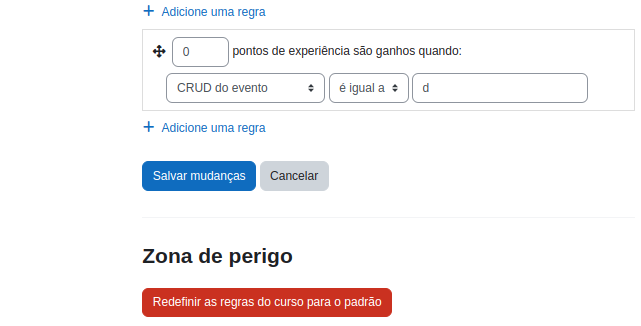 + Adicione uma regra
0 pontos de experiência são ganhos quando:
CRUD do evento é igual a d
+ Adicione uma regra
Salvar mudanças Cancelar
Zona de perigo
Redefinir as regras do curso para o padrão